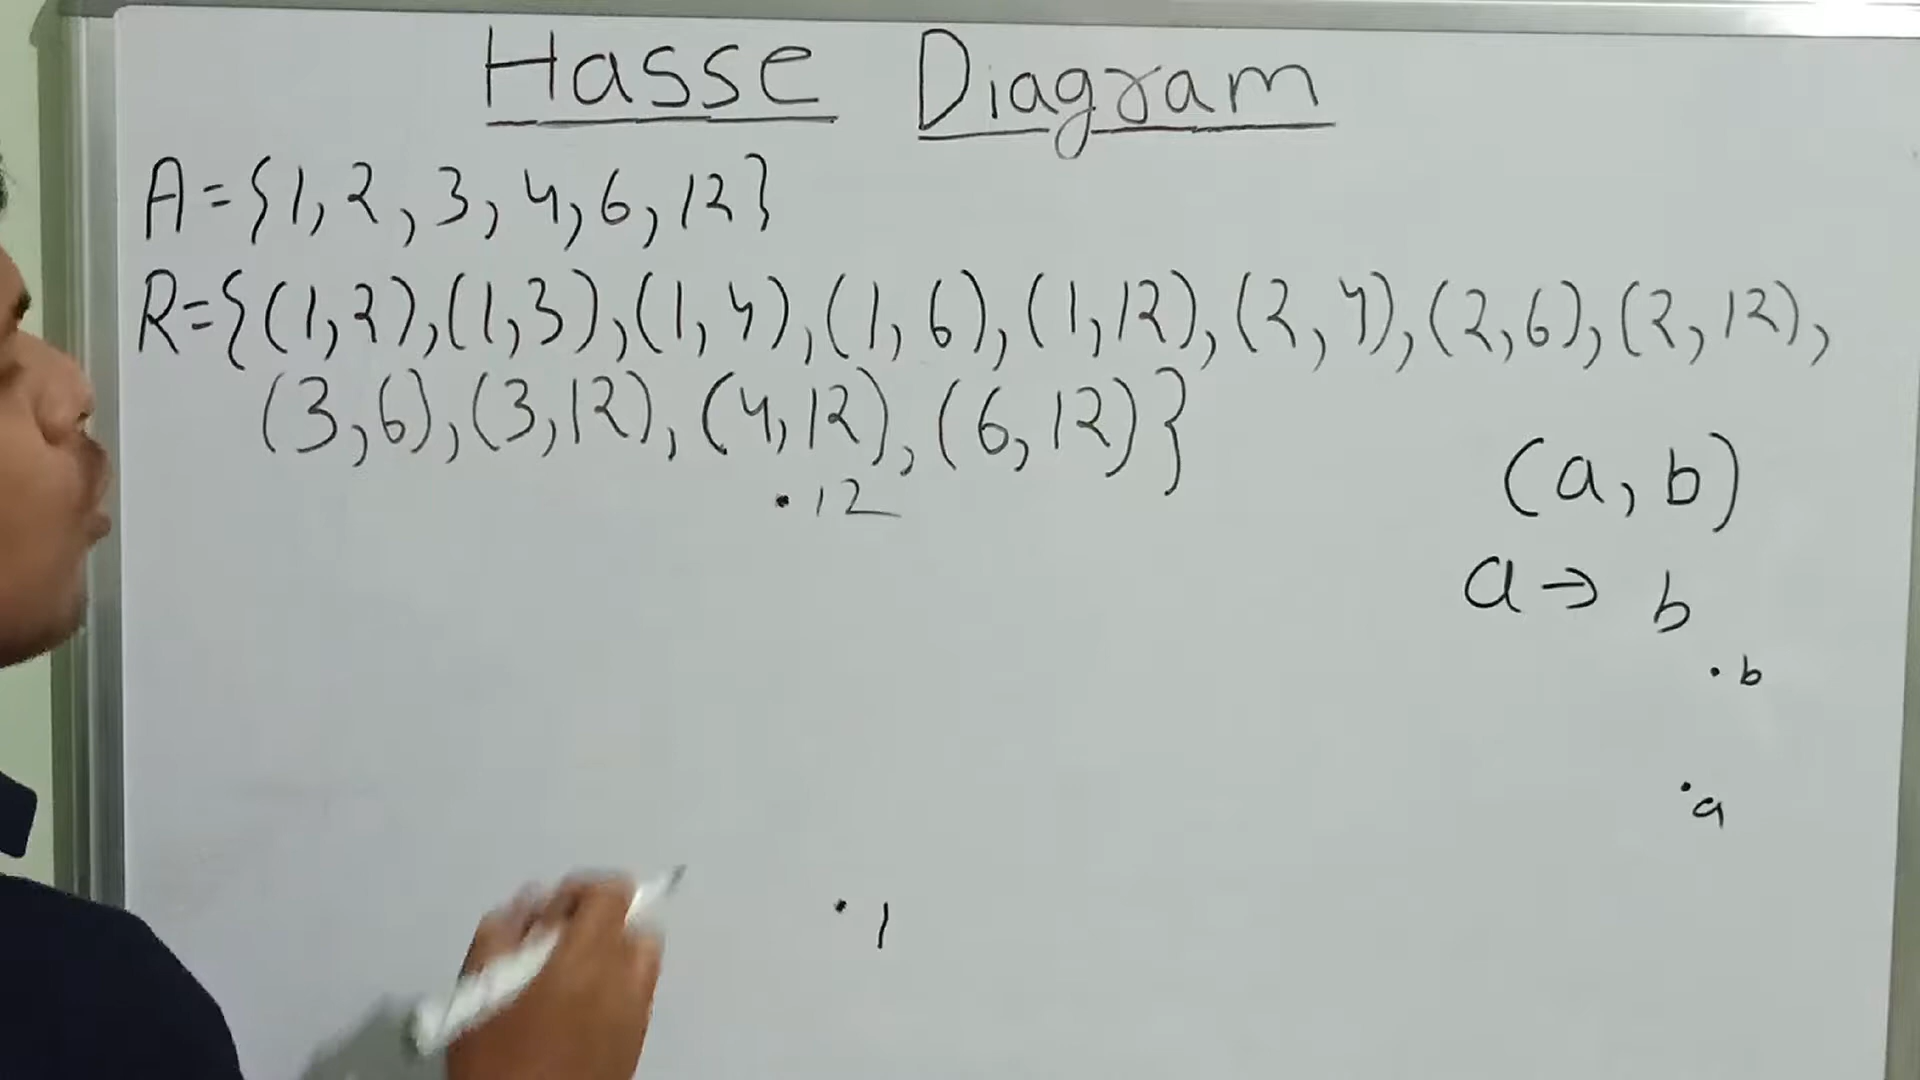 Hasse Diagram
A={1,2,3,4,6,12}
R={(1,2),(1,3),(1,4),(1,6),(1,12),(2,4),(2,6),(2,12),
(3,6),(3,12),(4,12),(6,12)}
.12
(a,b)
a→b
.b
.a
.1